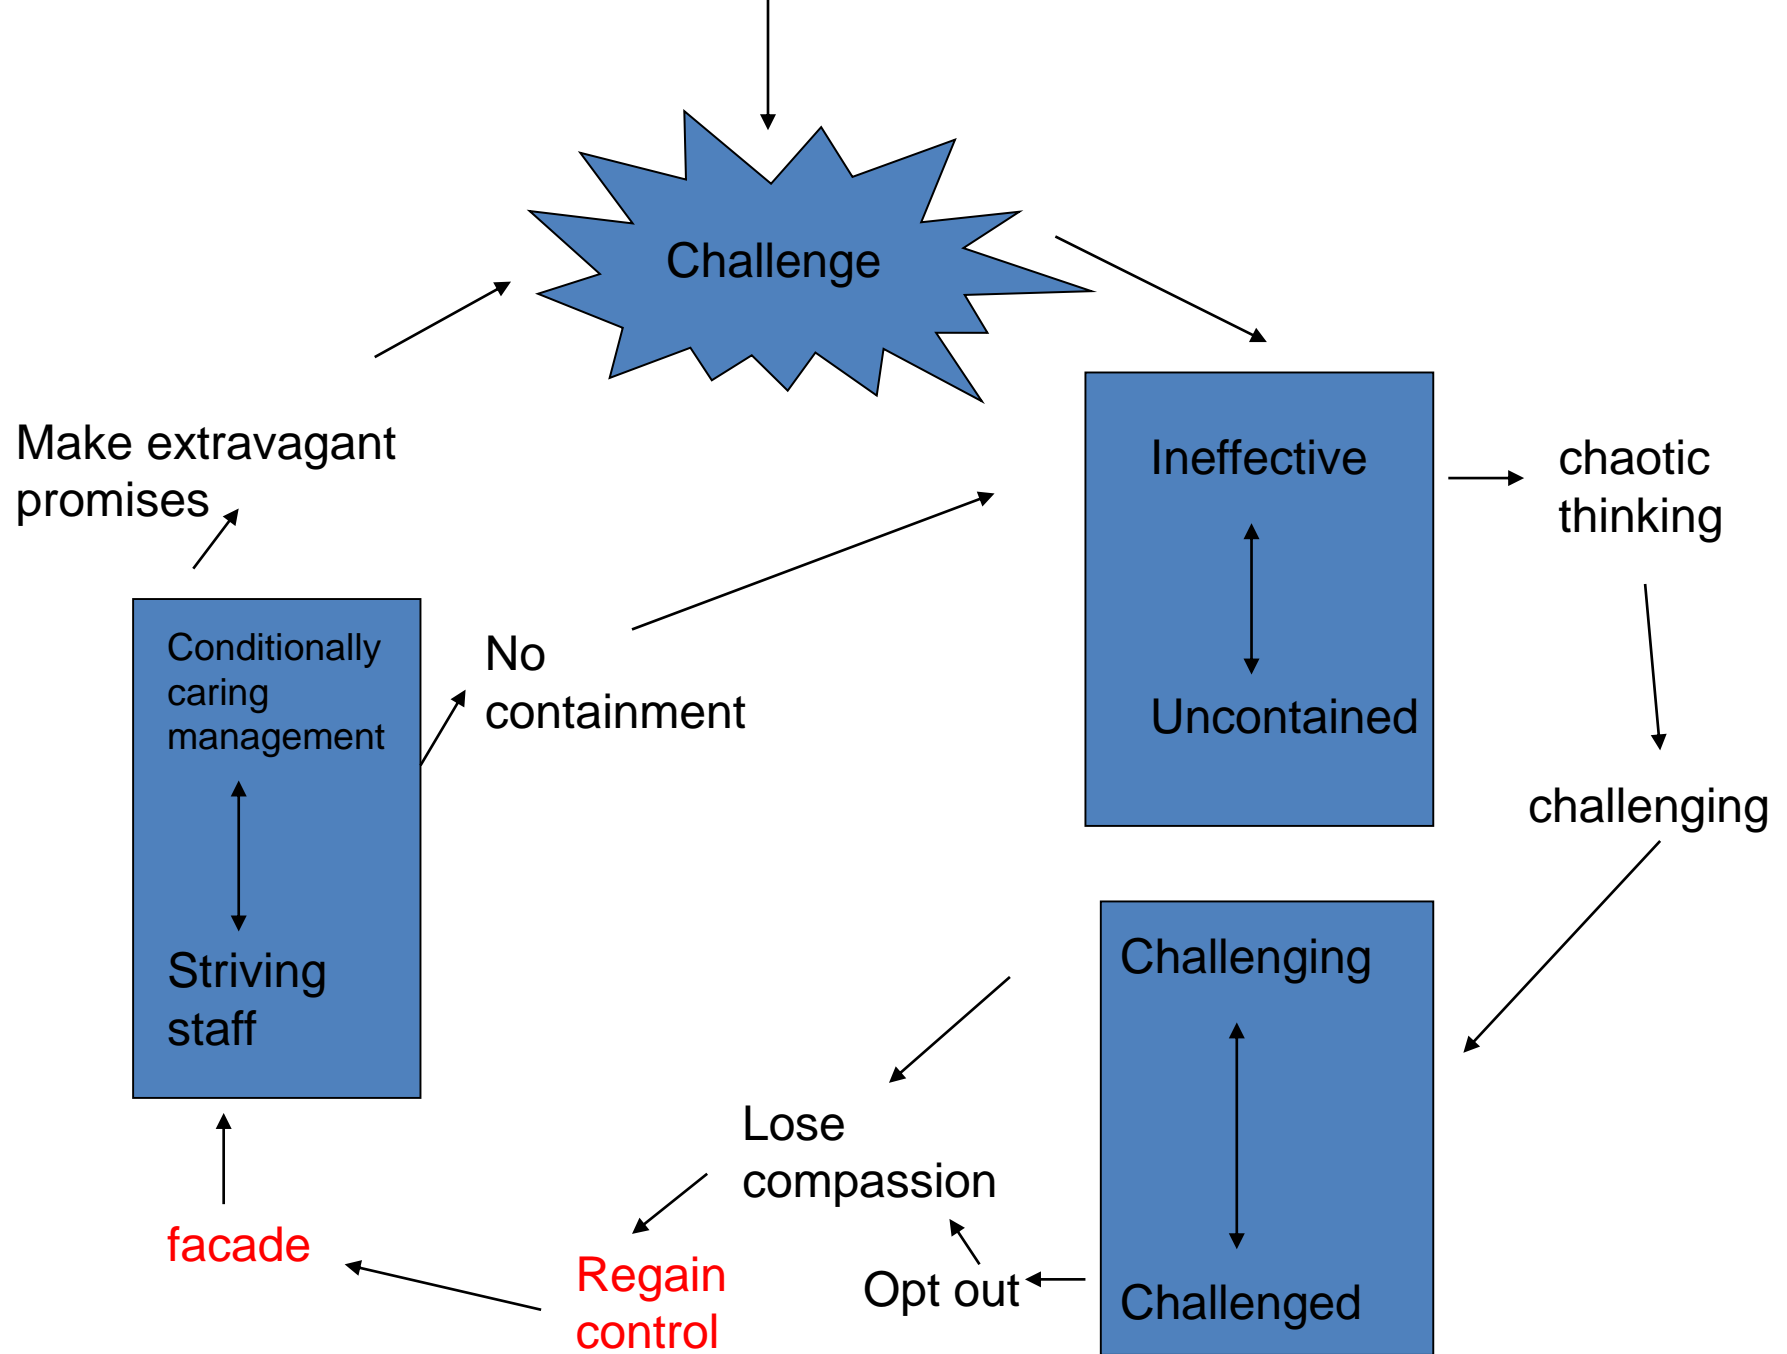 Challenge
Make extravagant
promises
Ineffective
chaotic
thinking
Conditionally
caring
management
No
containment
Uncontained
challenging
Striving
staff
Challenging
Lose
compassion
facade
Regain
control
Opt out
Challenged